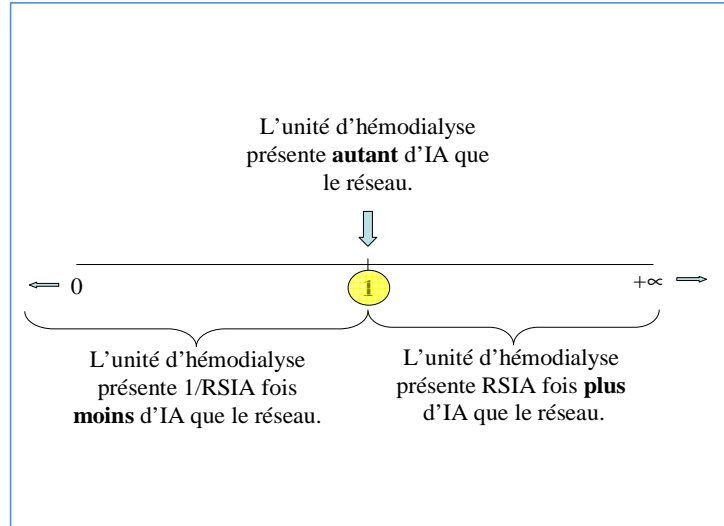 L'unité d'hémodialyse
présente autant d'IA que
le réseau.
0
1
+∝
L'unité d'hémodialyse
présente 1/RSIA fois
moins d'IA que le réseau.
L'unité d'hémodialyse
présente RSIA fois plus
d'IA que le réseau.